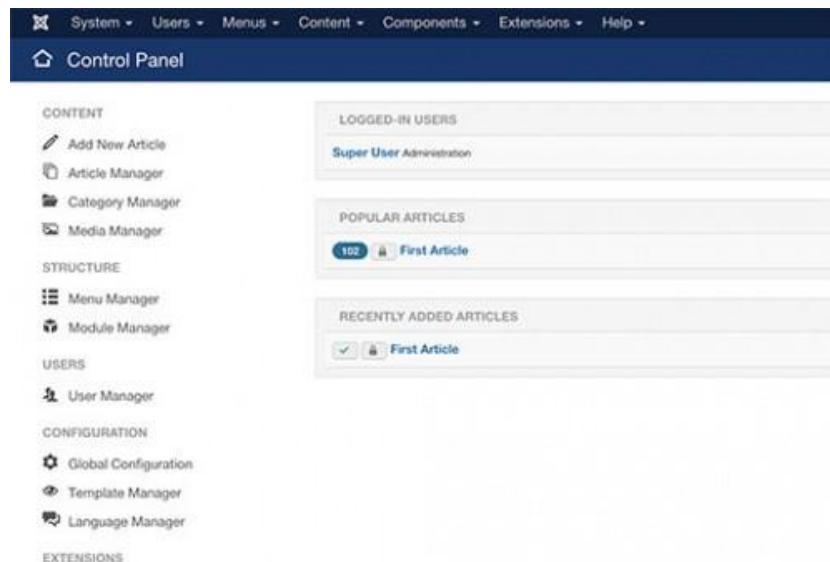 System Users Menus Content Components Extensions Help
Control Panel
CONTENT
Add New Article
Article Manager
Category Manager
Media Manager
STRUCTURE
Menu Manager
Module Manager
USERS
User Manager
CONFIGURATION
Global Configuration
Template Manager
Language Manager
EXTENSIONS
LOGGED-IN USERS
Super User Administration
POPULAR ARTICLES
102 First Article
RECENTLY ADDED ARTICLES
First Article